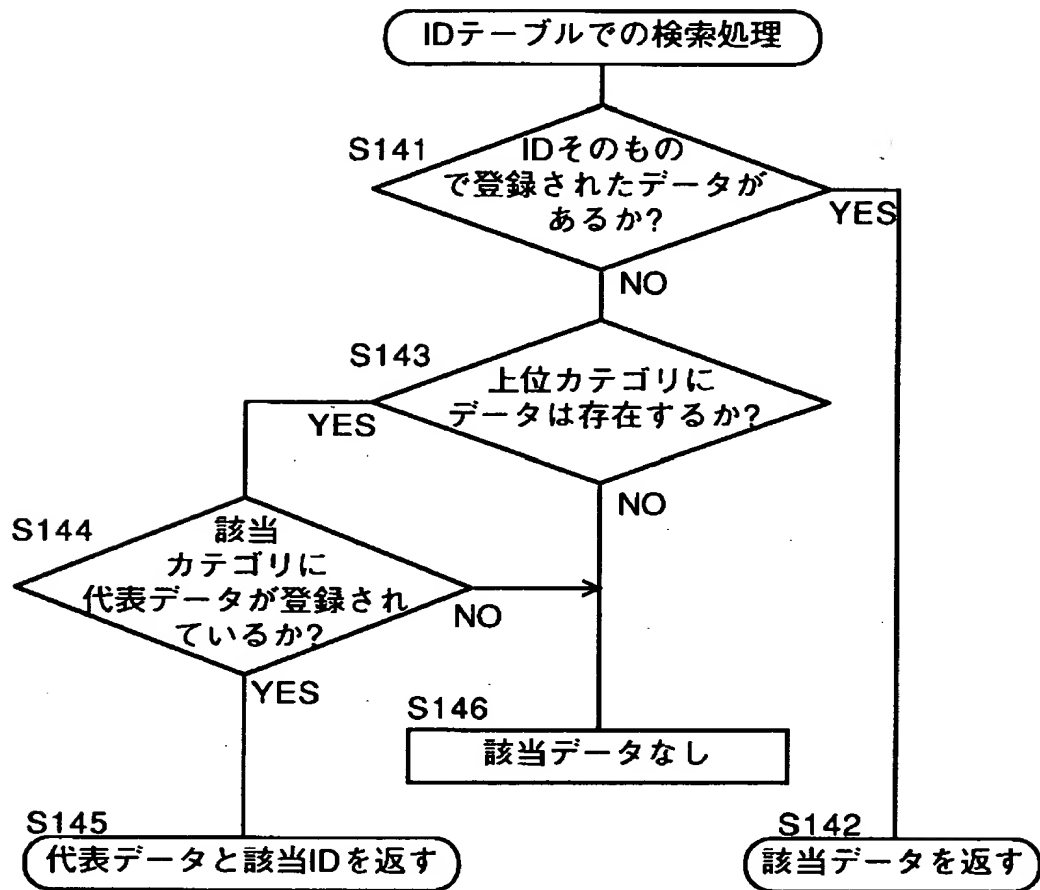 IDテーブルでの検索処理
S141
IDそのもの
で登録されたデータが
あるか?
YES
NO
S143
上位カテゴリに
データは存在するか?
YES
NO
S144
該当
カテゴリに
代表データが登録され
ているか?
NO
YES
S146
該当データなし
S145
代表データと該当IDを返す
S142
該当データを返す